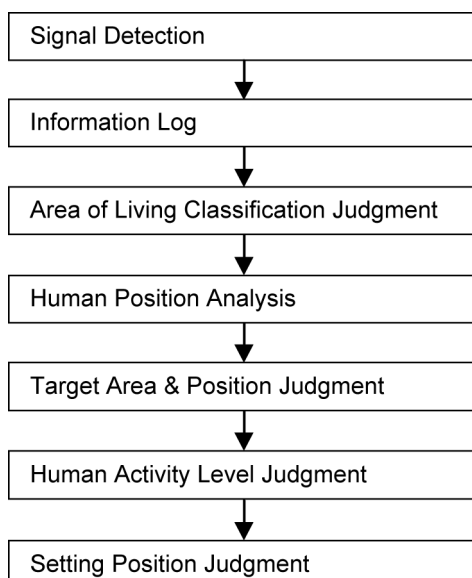 Signal Detection
Information Log
Area of Living Classification Judgment
Human Position Analysis
Target Area & Position Judgment
Human Activity Level Judgment
Setting Position Judgment